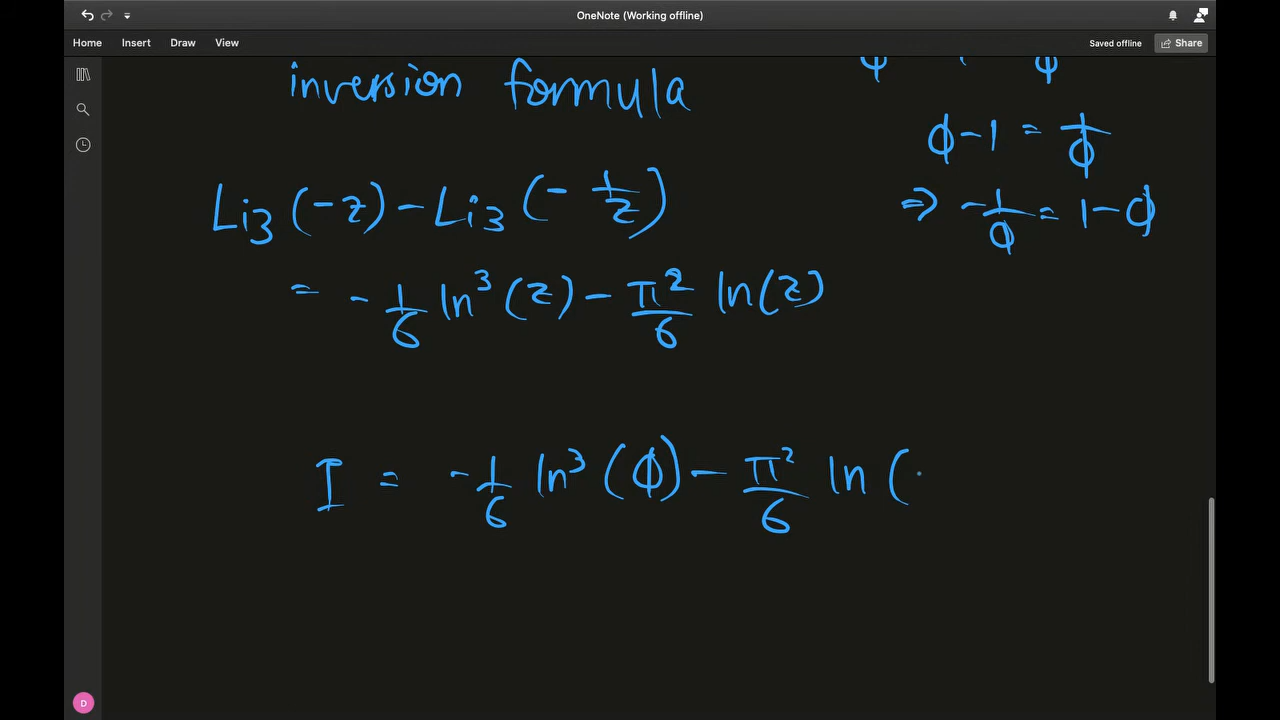 OneNote (Working offline)
Home Insert Draw View
Saved offline Share
inversion formula
Li₃(-z) - Li₃(-1/z)
= -1/6 ln³(z) - π²/6 ln(z)
ϕ - 1 = 1/ϕ
⇒ -1/ϕ = 1 - ϕ
I = -1/6 ln³(ϕ) - π²/6 ln(
D